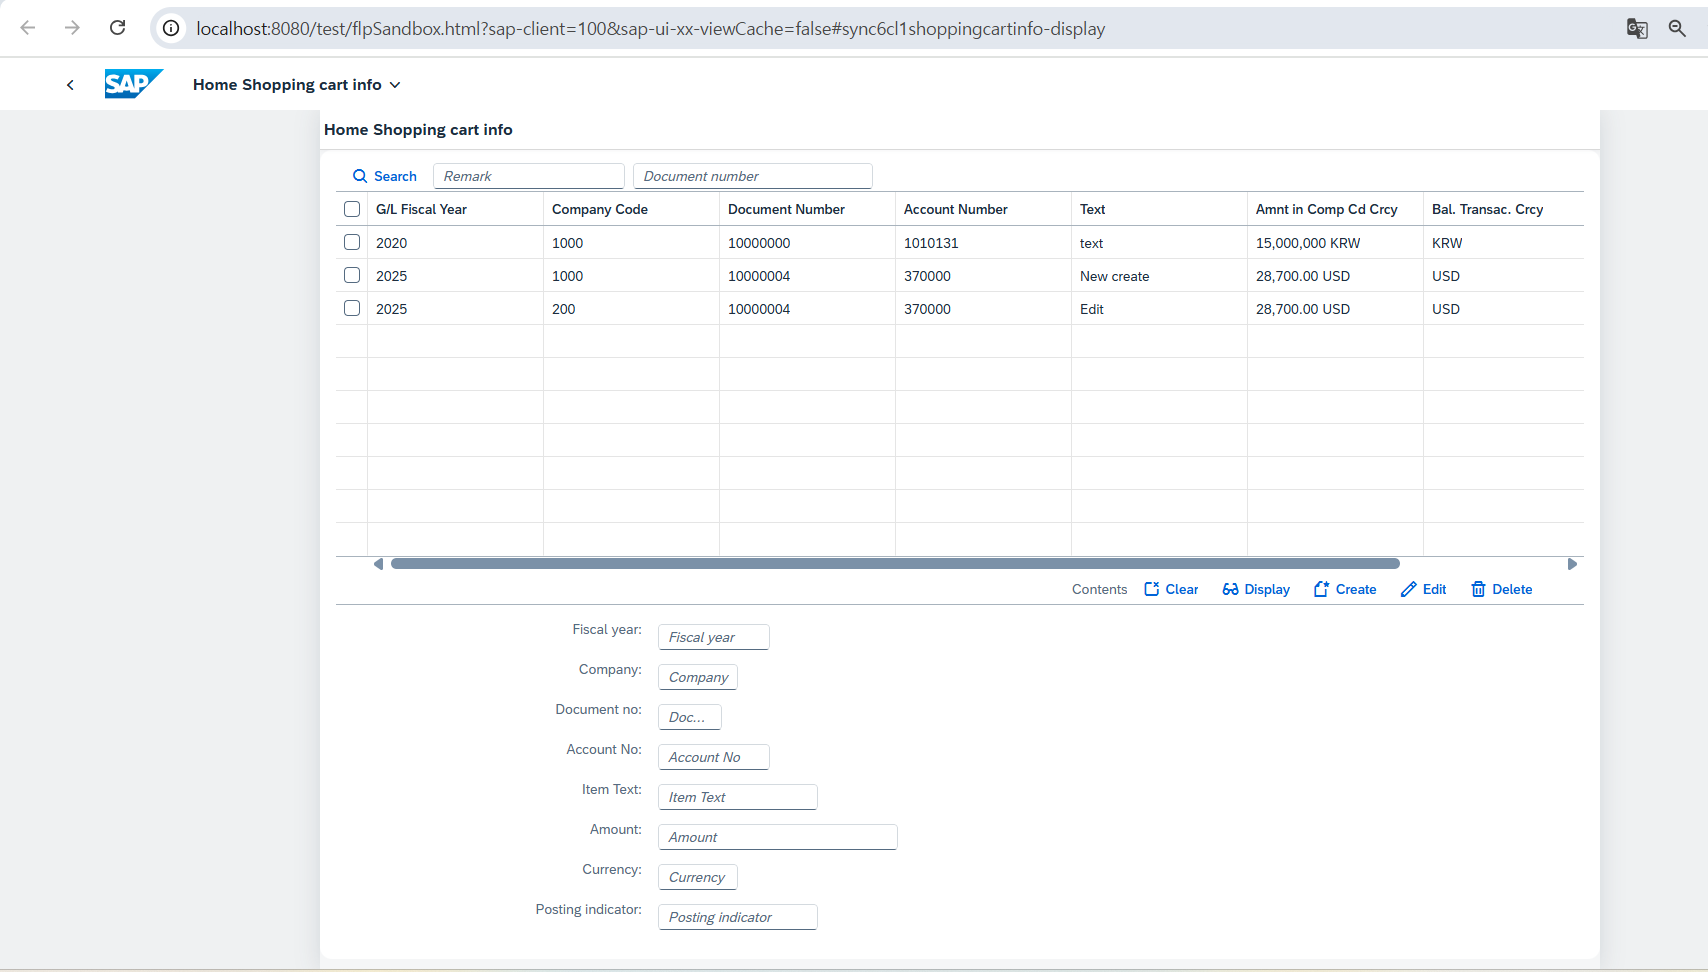 localhost:8080/test/flpSandbox.html?sap-client=100&sap-ui-xx-viewCache=false#sync6cl1shoppingcartinfo-display
SAP Home Shopping cart info
Home Shopping cart info
Search Remark Document number
G/L Fiscal Year Company Code Document Number Account Number Text Amnt in Comp Cd Crcy Bal. Transac. Crcy
2020 1000 10000000 1010131 text 15,000,000 KRW KRW
2025 1000 10000004 370000 New create 28,700.00 USD USD
2025 200 10000004 370000 Edit 28,700.00 USD USD
Contents Clear Display Create Edit Delete
Fiscal year: Fiscal year
Company: Company
Document no: Doc...
Account No: Account No
Item Text: Item Text
Amount: Amount
Currency: Currency
Posting indicator: Posting indicator